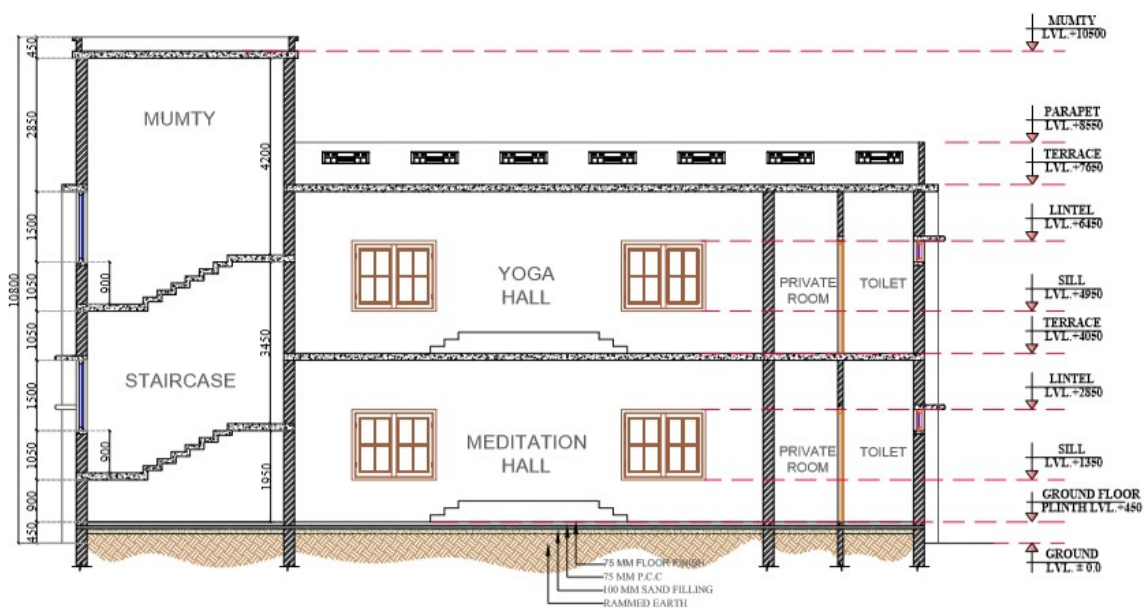 MUMTY
LVL.+10500
450
2850
MUMTY
4200
PARAPET
LVL.+8550
TERRACE
LVL.+7650
LINTEL
LVL.+6450
1500
10800
1050
900
YOGA
HALL
PRIVATE
ROOM
TOILET
SILL
LVL.+4950
1050
3450
TERRACE
LVL.+4050
STAIRCASE
1500
LINTEL
LVL.+2850
MEDITATION
HALL
PRIVATE
ROOM
TOILET
1050
900
1950
SILL
LVL.+1350
900
GROUND FLOOR
PLINTH LVL.+450
450
GROUND
LVL. ± 0.0
75 MM FLOOR FINISH
75 MM P.C.C
100 MM SAND FILLING
RAMMED EARTH